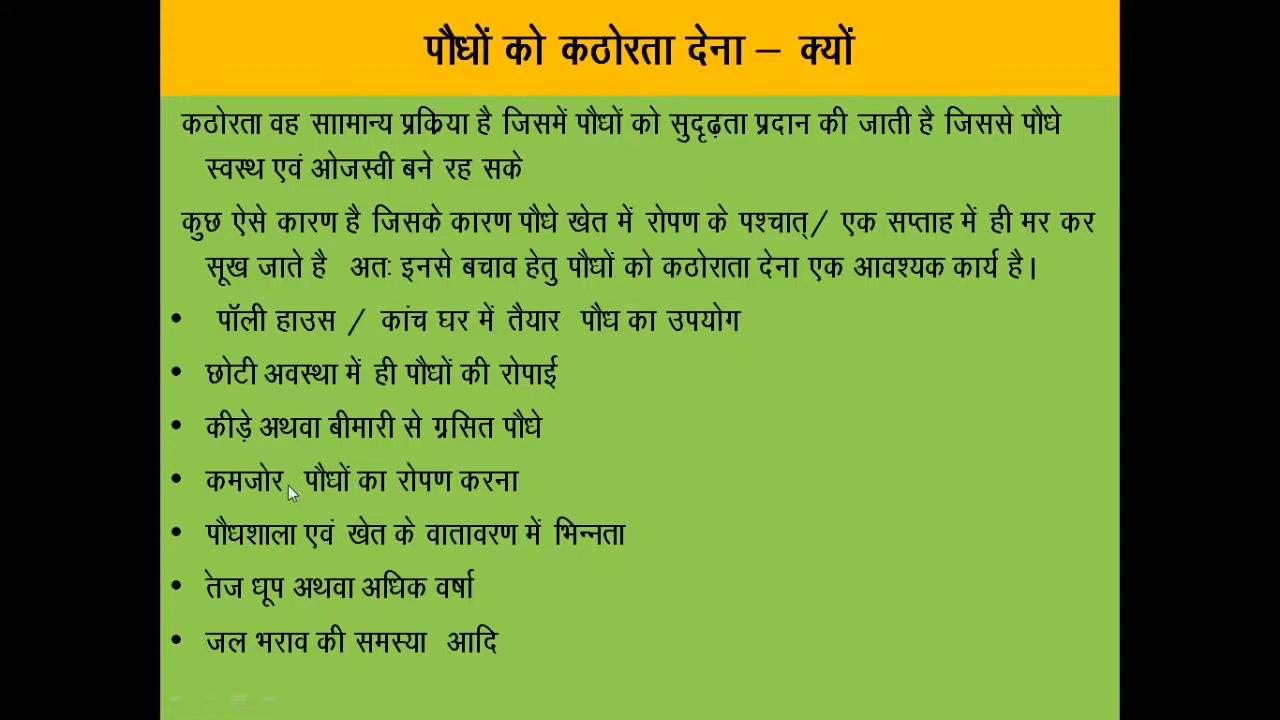 पौधों को कठोरता देना – क्यों
कठोरता वह साामान्य प्रक्रिया है जिसमें पौधों को सुदृढ़ता प्रदान की जाती है जिससे पौधे
स्वस्थ एवं ओजस्वी बने रह सके
कुछ ऐसे कारण है जिसके कारण पौधे खेत में रोपण के पश्चात्/ एक सप्ताह में ही मर कर
सूख जाते है अतः इनसे बचाव हेतु पौधों को कठोराता देना एक आवश्यक कार्य है।
• पॉली हाउस / कांच घर में तैयार पौध का उपयोग
• छोटी अवस्था में ही पौधों की रोपाई
• कीड़े अथवा बीमारी से ग्रसित पौधे
• कमजोर पौधों का रोपण करना
• पौधशाला एवं खेत के वातावरण में भिन्नता
• तेज धूप अथवा अधिक वर्षा
• जल भराव की समस्या आदि